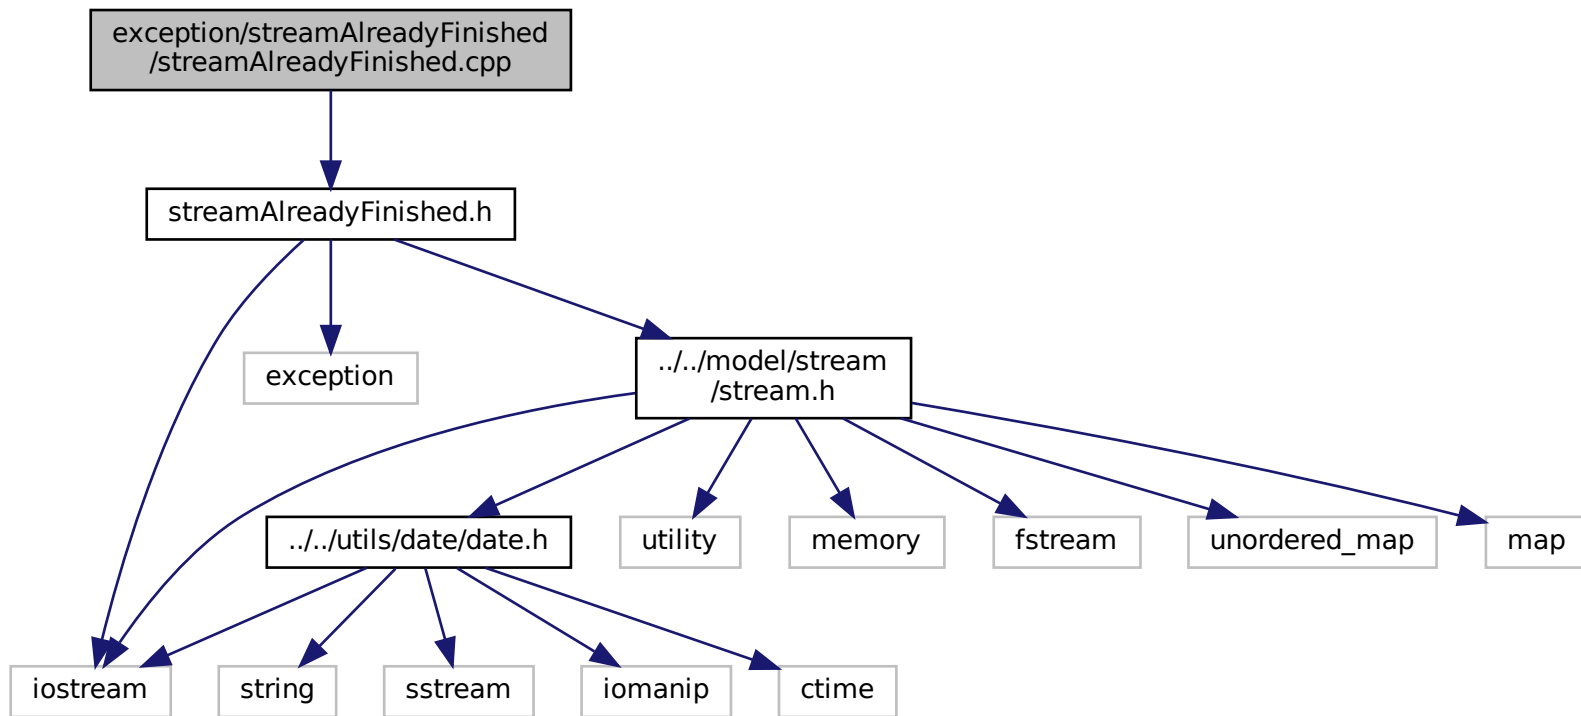 exception/streamAlreadyFinished
/streamAlreadyFinished.cpp
streamAlreadyFinished.h
exception
../../model/stream
/stream.h
../../utils/date/date.h
utility
memory
fstream
unordered_map
map
iostream
string
sstream
iomanip
ctime